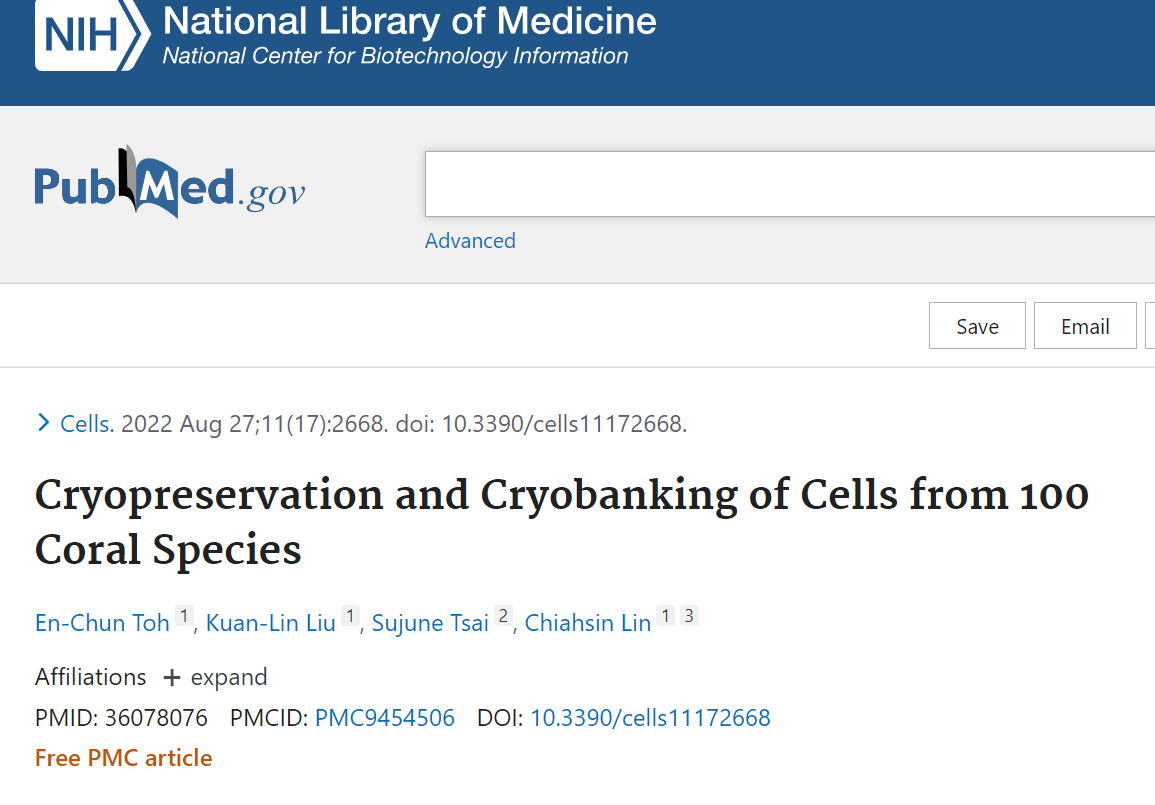 NIH National Library of Medicine
National Center for Biotechnology Information
PubMed.gov
Advanced
Save Email
Cells. 2022 Aug 27;11(17):2668. doi: 10.3390/cells11172668.
Cryopreservation and Cryobanking of Cells from 100
Coral Species
En-Chun Toh 1, Kuan-Lin Liu 1, Sujune Tsai 2, Chiahsin Lin 1 3
Affiliations + expand
PMID: 36078076 PMCID: PMC9454506 DOI: 10.3390/cells11172668
Free PMC article